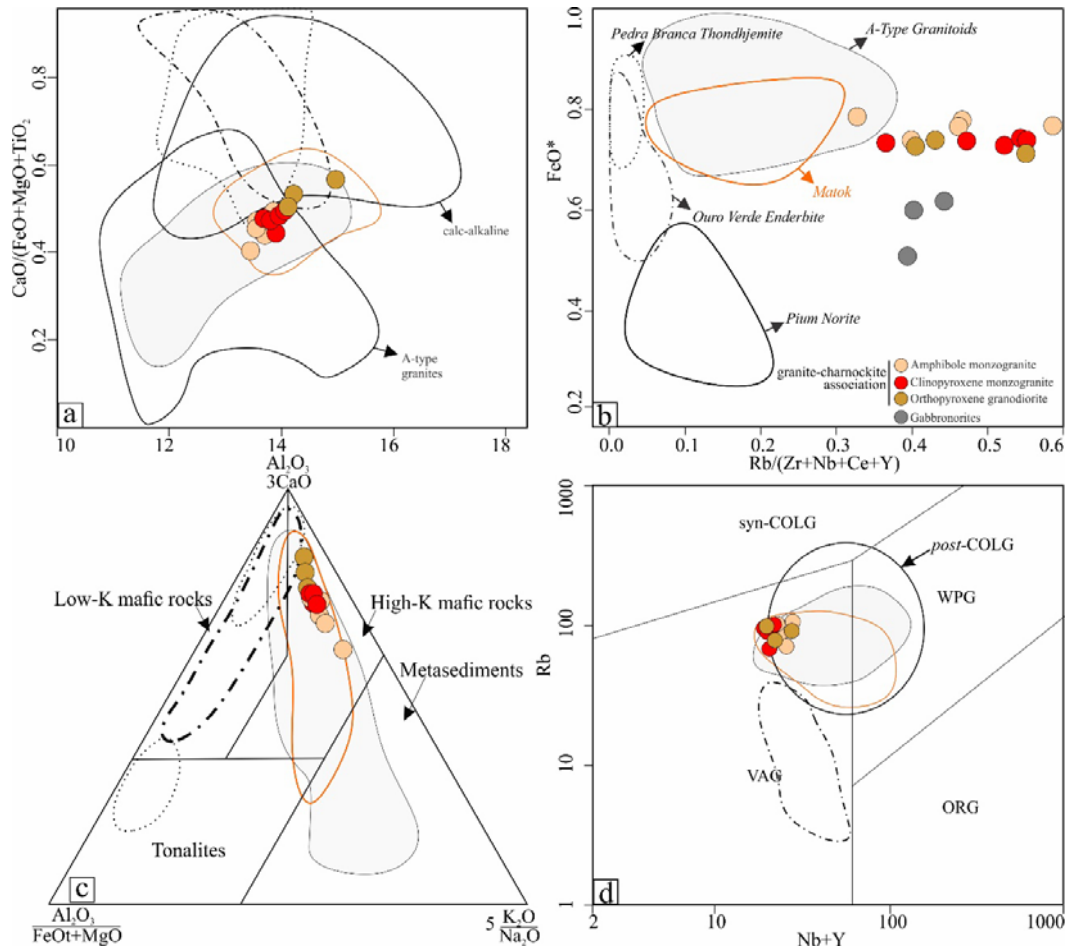 CaO/(FeO+MgO+TiO₂
0.8
0.6
0.4
0.2
calc-alkaline
A-type
granites
a
10
12
14
16
18
Al₂O₃
3CaO
FeO*
1.0
0.8
0.6
0.4
0.2
Pedra Branca Thondhjemite
A-Type Granitoids
Matok
Ouro Verde Enderbite
Pium Norite
granite-charnockite
association
Amphibole monzogranite
Clinopyroxene monzogranite
Orthopyroxene granodiorite
Gabbronorites
b
0.0
0.1
0.2
0.3
0.4
0.5
0.6
Rb/(Zr+Nb+Ce+Y)
Low-K mafic rocks
High-K mafic rocks
Metasediments
Tonalites
c
Al₂O₃
FeOt+MgO
5 K₂O
Na₂O
Rb
1000
100
10
1
syn-COLG
post-COLG
WPG
VAG
ORG
d
2
10
100
1000
Nb+Y